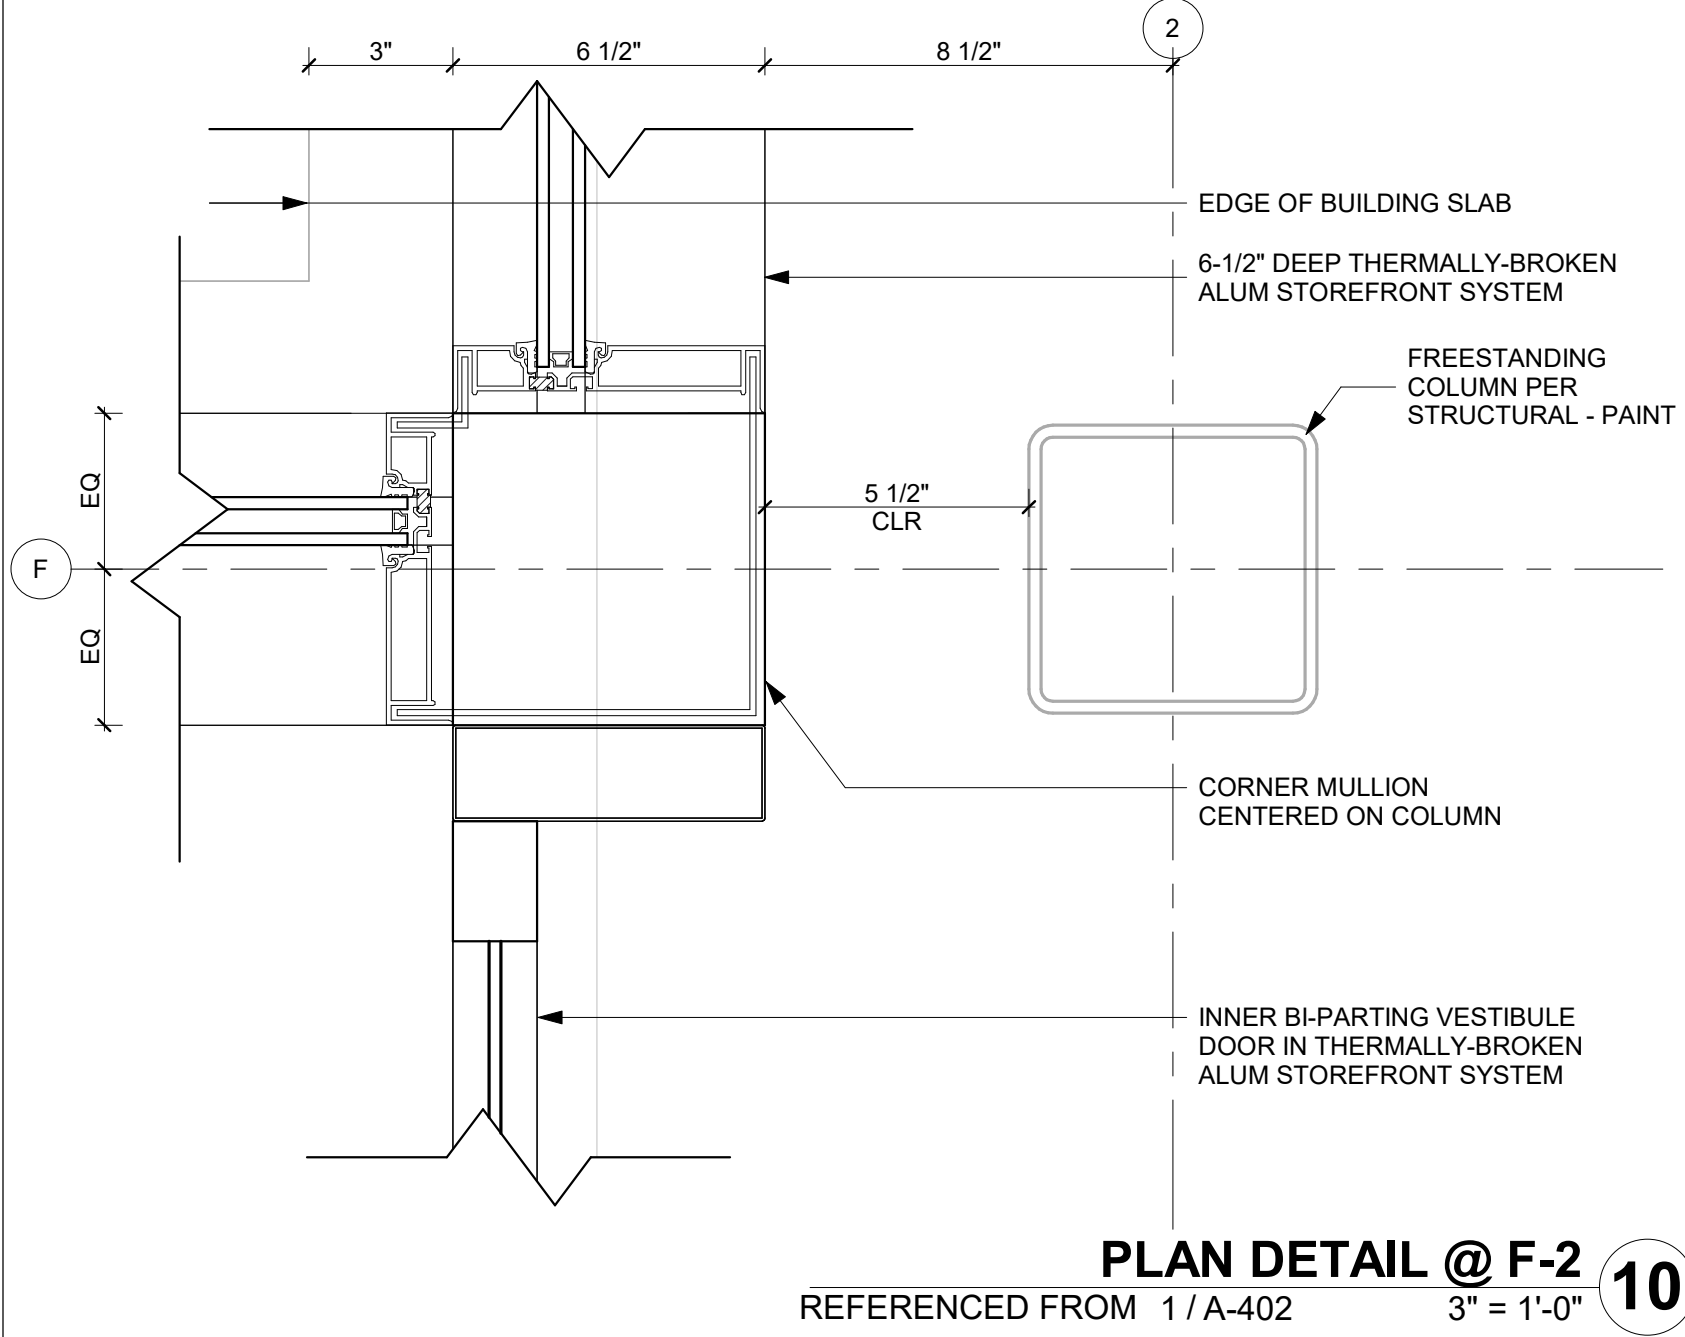 2
3"
6 1/2"
8 1/2"
EDGE OF BUILDING SLAB
6-1/2" DEEP THERMALLY-BROKEN
ALUM STOREFRONT SYSTEM
FREESTANDING
COLUMN PER
STRUCTURAL - PAINT
EQ
5 1/2"
CLR
F
EQ
CORNER MULLION
CENTERED ON COLUMN
INNER BI-PARTING VESTIBULE
DOOR IN THERMALLY-BROKEN
ALUM STOREFRONT SYSTEM
PLAN DETAIL @ F-2
10
REFERENCED FROM 1 / A-402
3" = 1'-0"